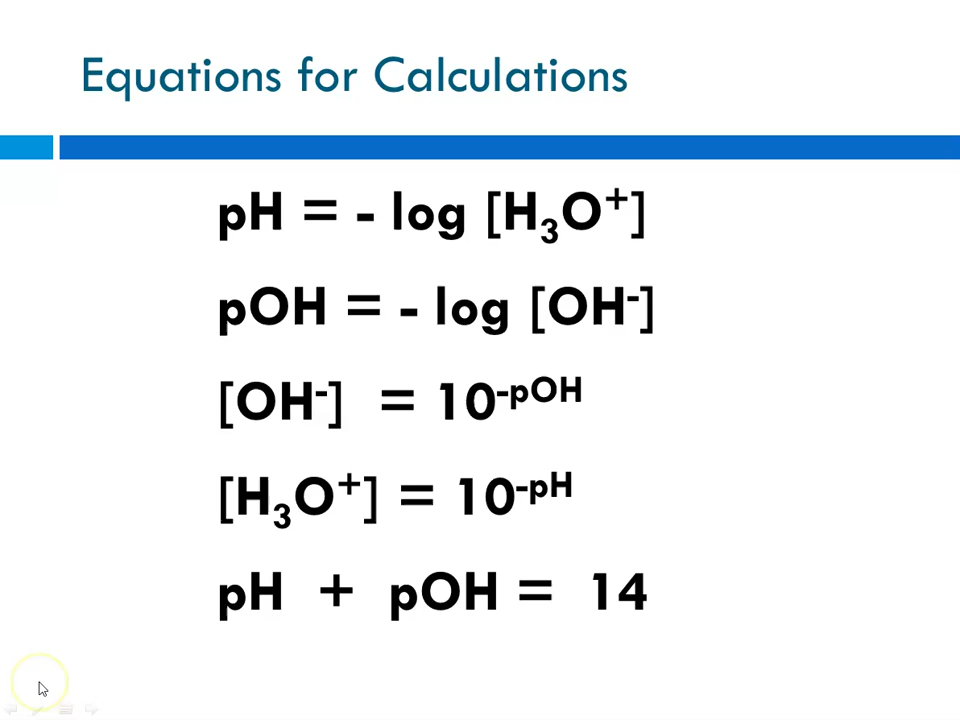 Equations for Calculations
pH = - log [H₃O⁺]
pOH = - log [OH⁻]
[OH⁻] = 10⁻ᵖᴼᴴ
[H₃O⁺] = 10⁻ᵖᴴ
pH + pOH = 14